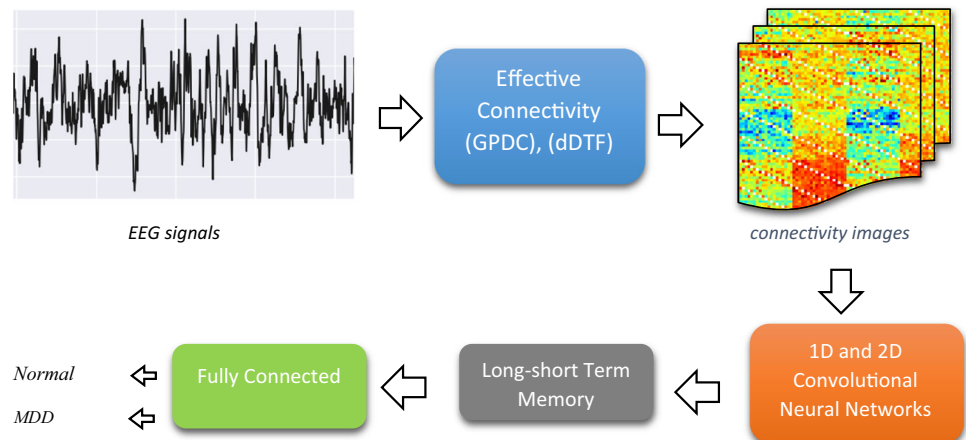 Effective
Connectivity
(GPDC), (dDTF)
EEG signals
connectivity images
1D and 2D
Convolutional
Neural Networks
Long-short Term
Memory
Fully Connected
Normal
MDD